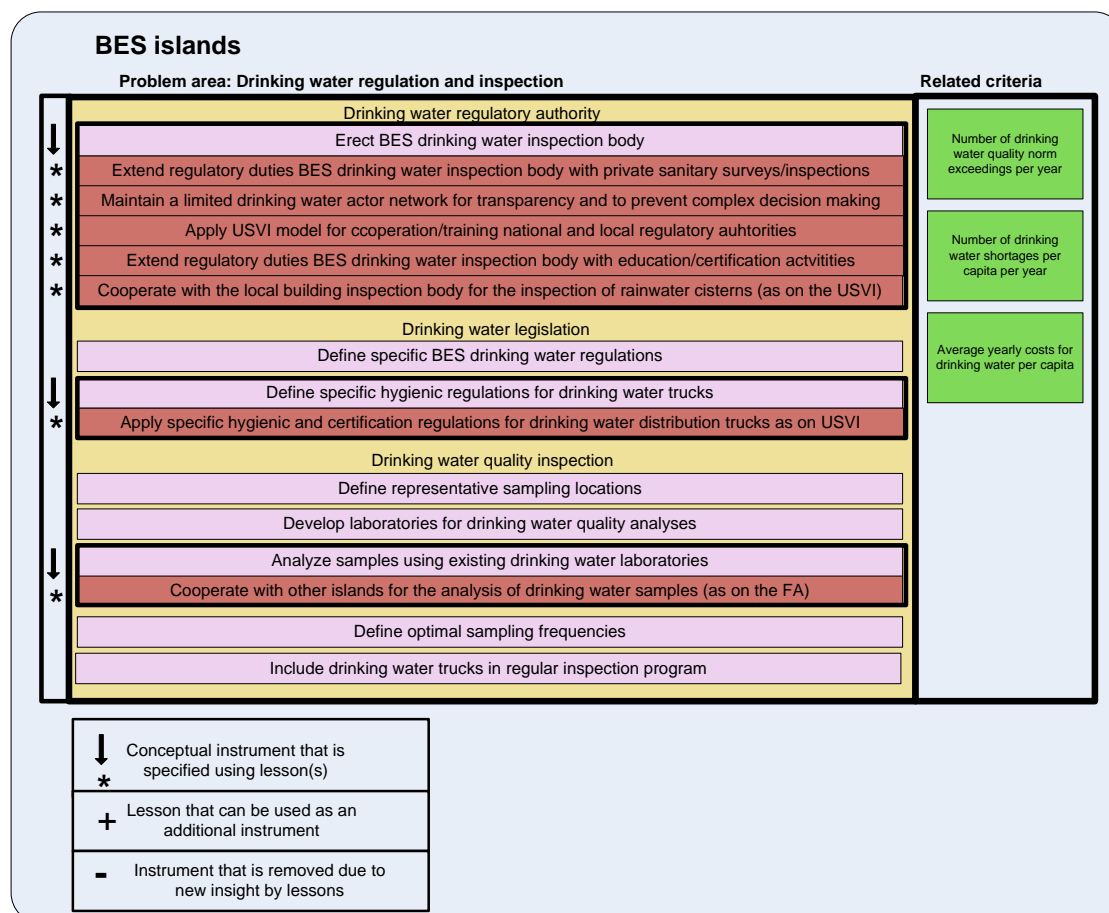 BES islands
Problem area: Drinking water regulation and inspection
Related criteria
Drinking water regulatory authority
↓
Erect BES drinking water inspection body
*
Extend regulatory duties BES drinking water inspection body with private sanitary surveys/inspections
*
Maintain a limited drinking water actor network for transparency and to prevent complex decision making
*
Apply USVI model for ccoperation/training national and local regulatory auhtorities
*
Extend regulatory duties BES drinking water inspection body with education/certification actvitities
*
Cooperate with the local building inspection body for the inspection of rainwater cisterns (as on the USVI)
Drinking water legislation
Define specific BES drinking water regulations
↓
Define specific hygienic regulations for drinking water trucks
*
Apply specific hygienic and certification regulations for drinking water distribution trucks as on USVI
Drinking water quality inspection
Define representative sampling locations
Develop laboratories for drinking water quality analyses
↓
Analyze samples using existing drinking water laboratories
*
Cooperate with other islands for the analysis of drinking water samples (as on the FA)
Define optimal sampling frequencies
Include drinking water trucks in regular inspection program
Number of drinking
water quality norm
exceedings per year
Number of drinking
water shortages per
capita per year
Average yearly costs for
drinking water per capita
↓
*
Conceptual instrument that is
specified using lesson(s)
+
Lesson that can be used as an
additional instrument
-
Instrument that is removed due to
new insight by lessons